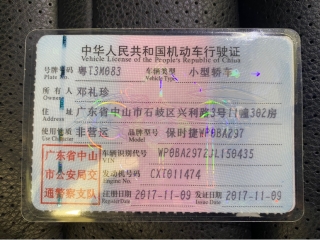 中华人民共和国机动车行驶证
Vehicle License of the People's Republic of China
号牌号码 粤T3M083 车辆类型 小型轿车
Plate No. Vehicle Type
所有人 邓礼珍
Owner
住址 广东省中山市石岐区兴利路3号11幢302房
Address
使用性质 非营运 品牌型号 保时捷WP0BA297
Use Character Model
广东省中山 车辆识别代号 WP0BA297ZJL150435
VIN
市公安局交 发动机号码 CXZ011474
Engine No.
通警察支队 注册日期 2017-11-09 发证日期 2017-11-09
Register Date Issue Date